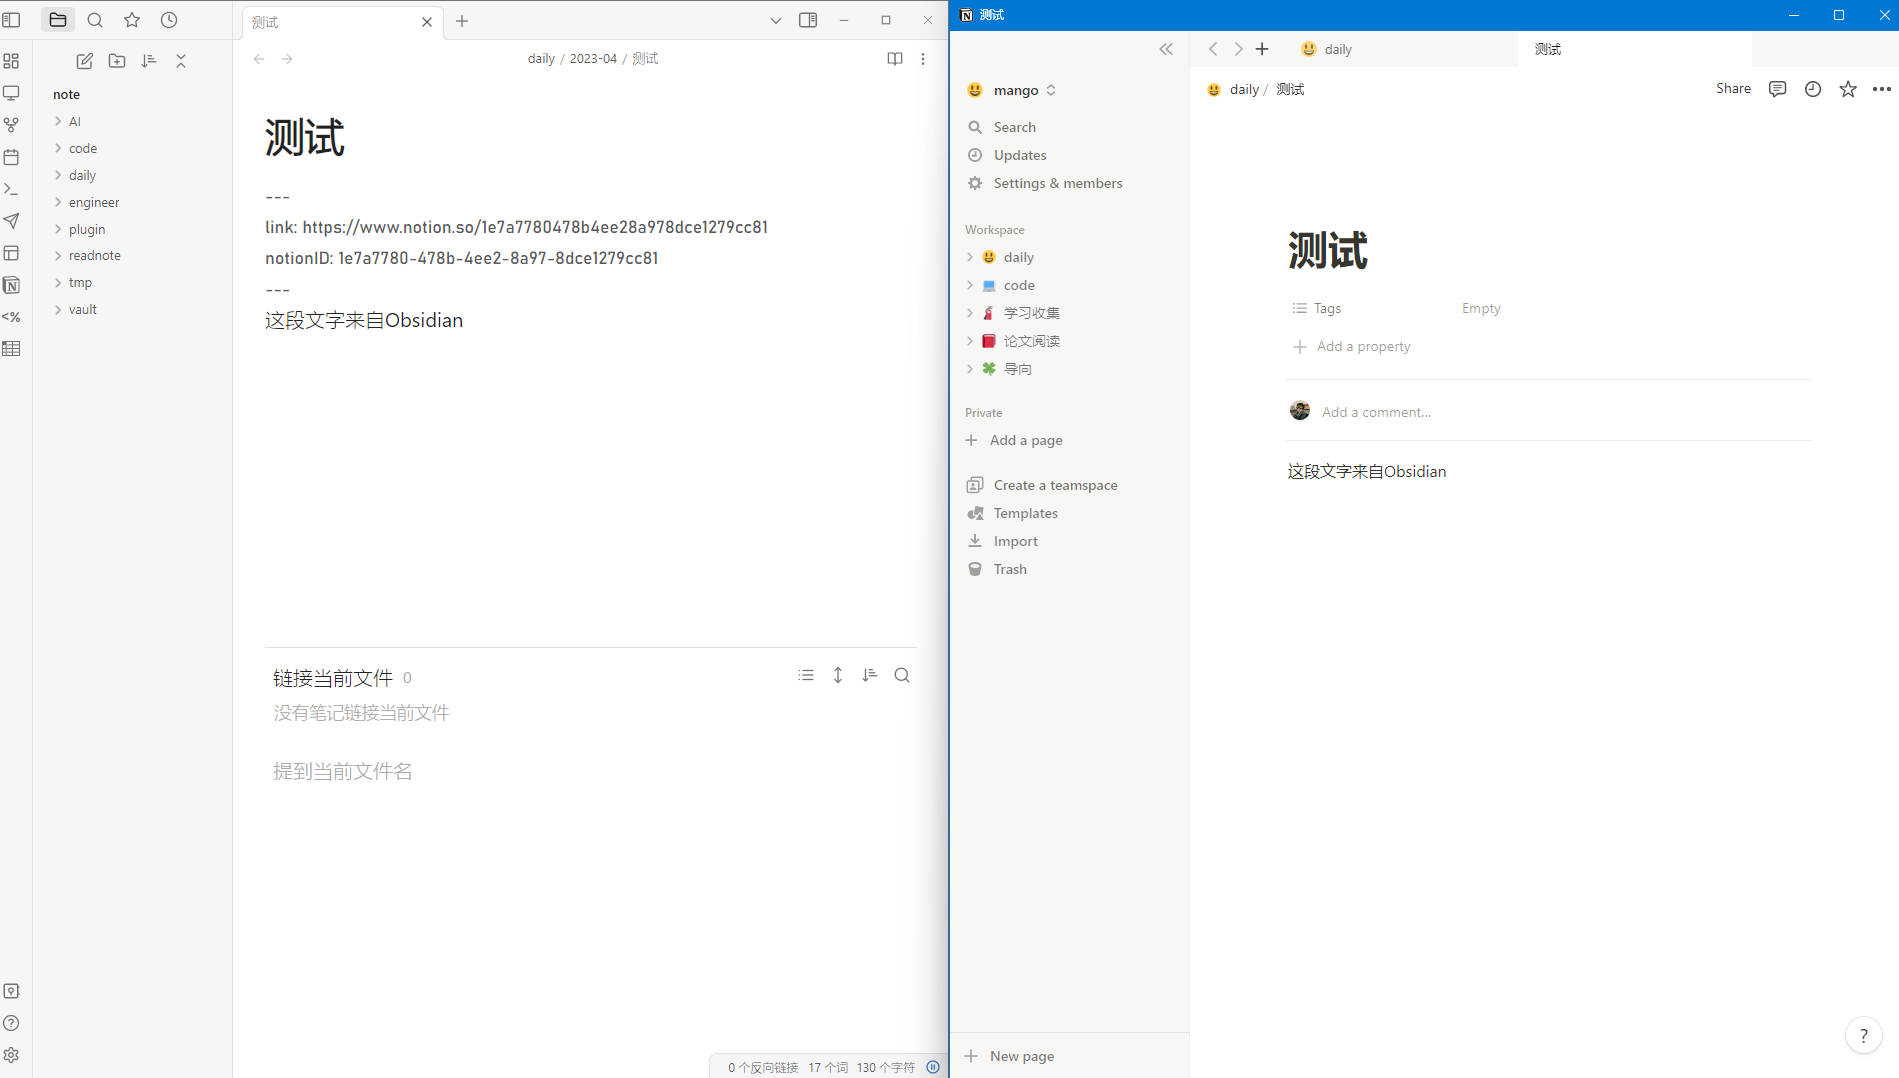 测试
daily / 2023-04 / 测试
note
AI
code
daily
engineer
plugin
readnote
tmp
vault
测试
---
link: https://www.notion.so/1e7a7780478b4ee28a978dce1279cc81
notionID: 1e7a7780-478b-4ee2-8a97-8dce1279cc81
---
这段文字来自Obsidian
链接当前文件 0
没有笔记链接当前文件
提到当前文件名
0 个反向链接 17 个词 130 个字符
测试
mango
Search
Updates
Settings & members
Workspace
daily
code
学习收集
论文阅读
导向
Private
Add a page
Create a teamspace
Templates
Import
Trash
New page
daily
测试
daily / 测试
Share
测试
Tags Empty
Add a property
Add a comment...
这段文字来自Obsidian
?